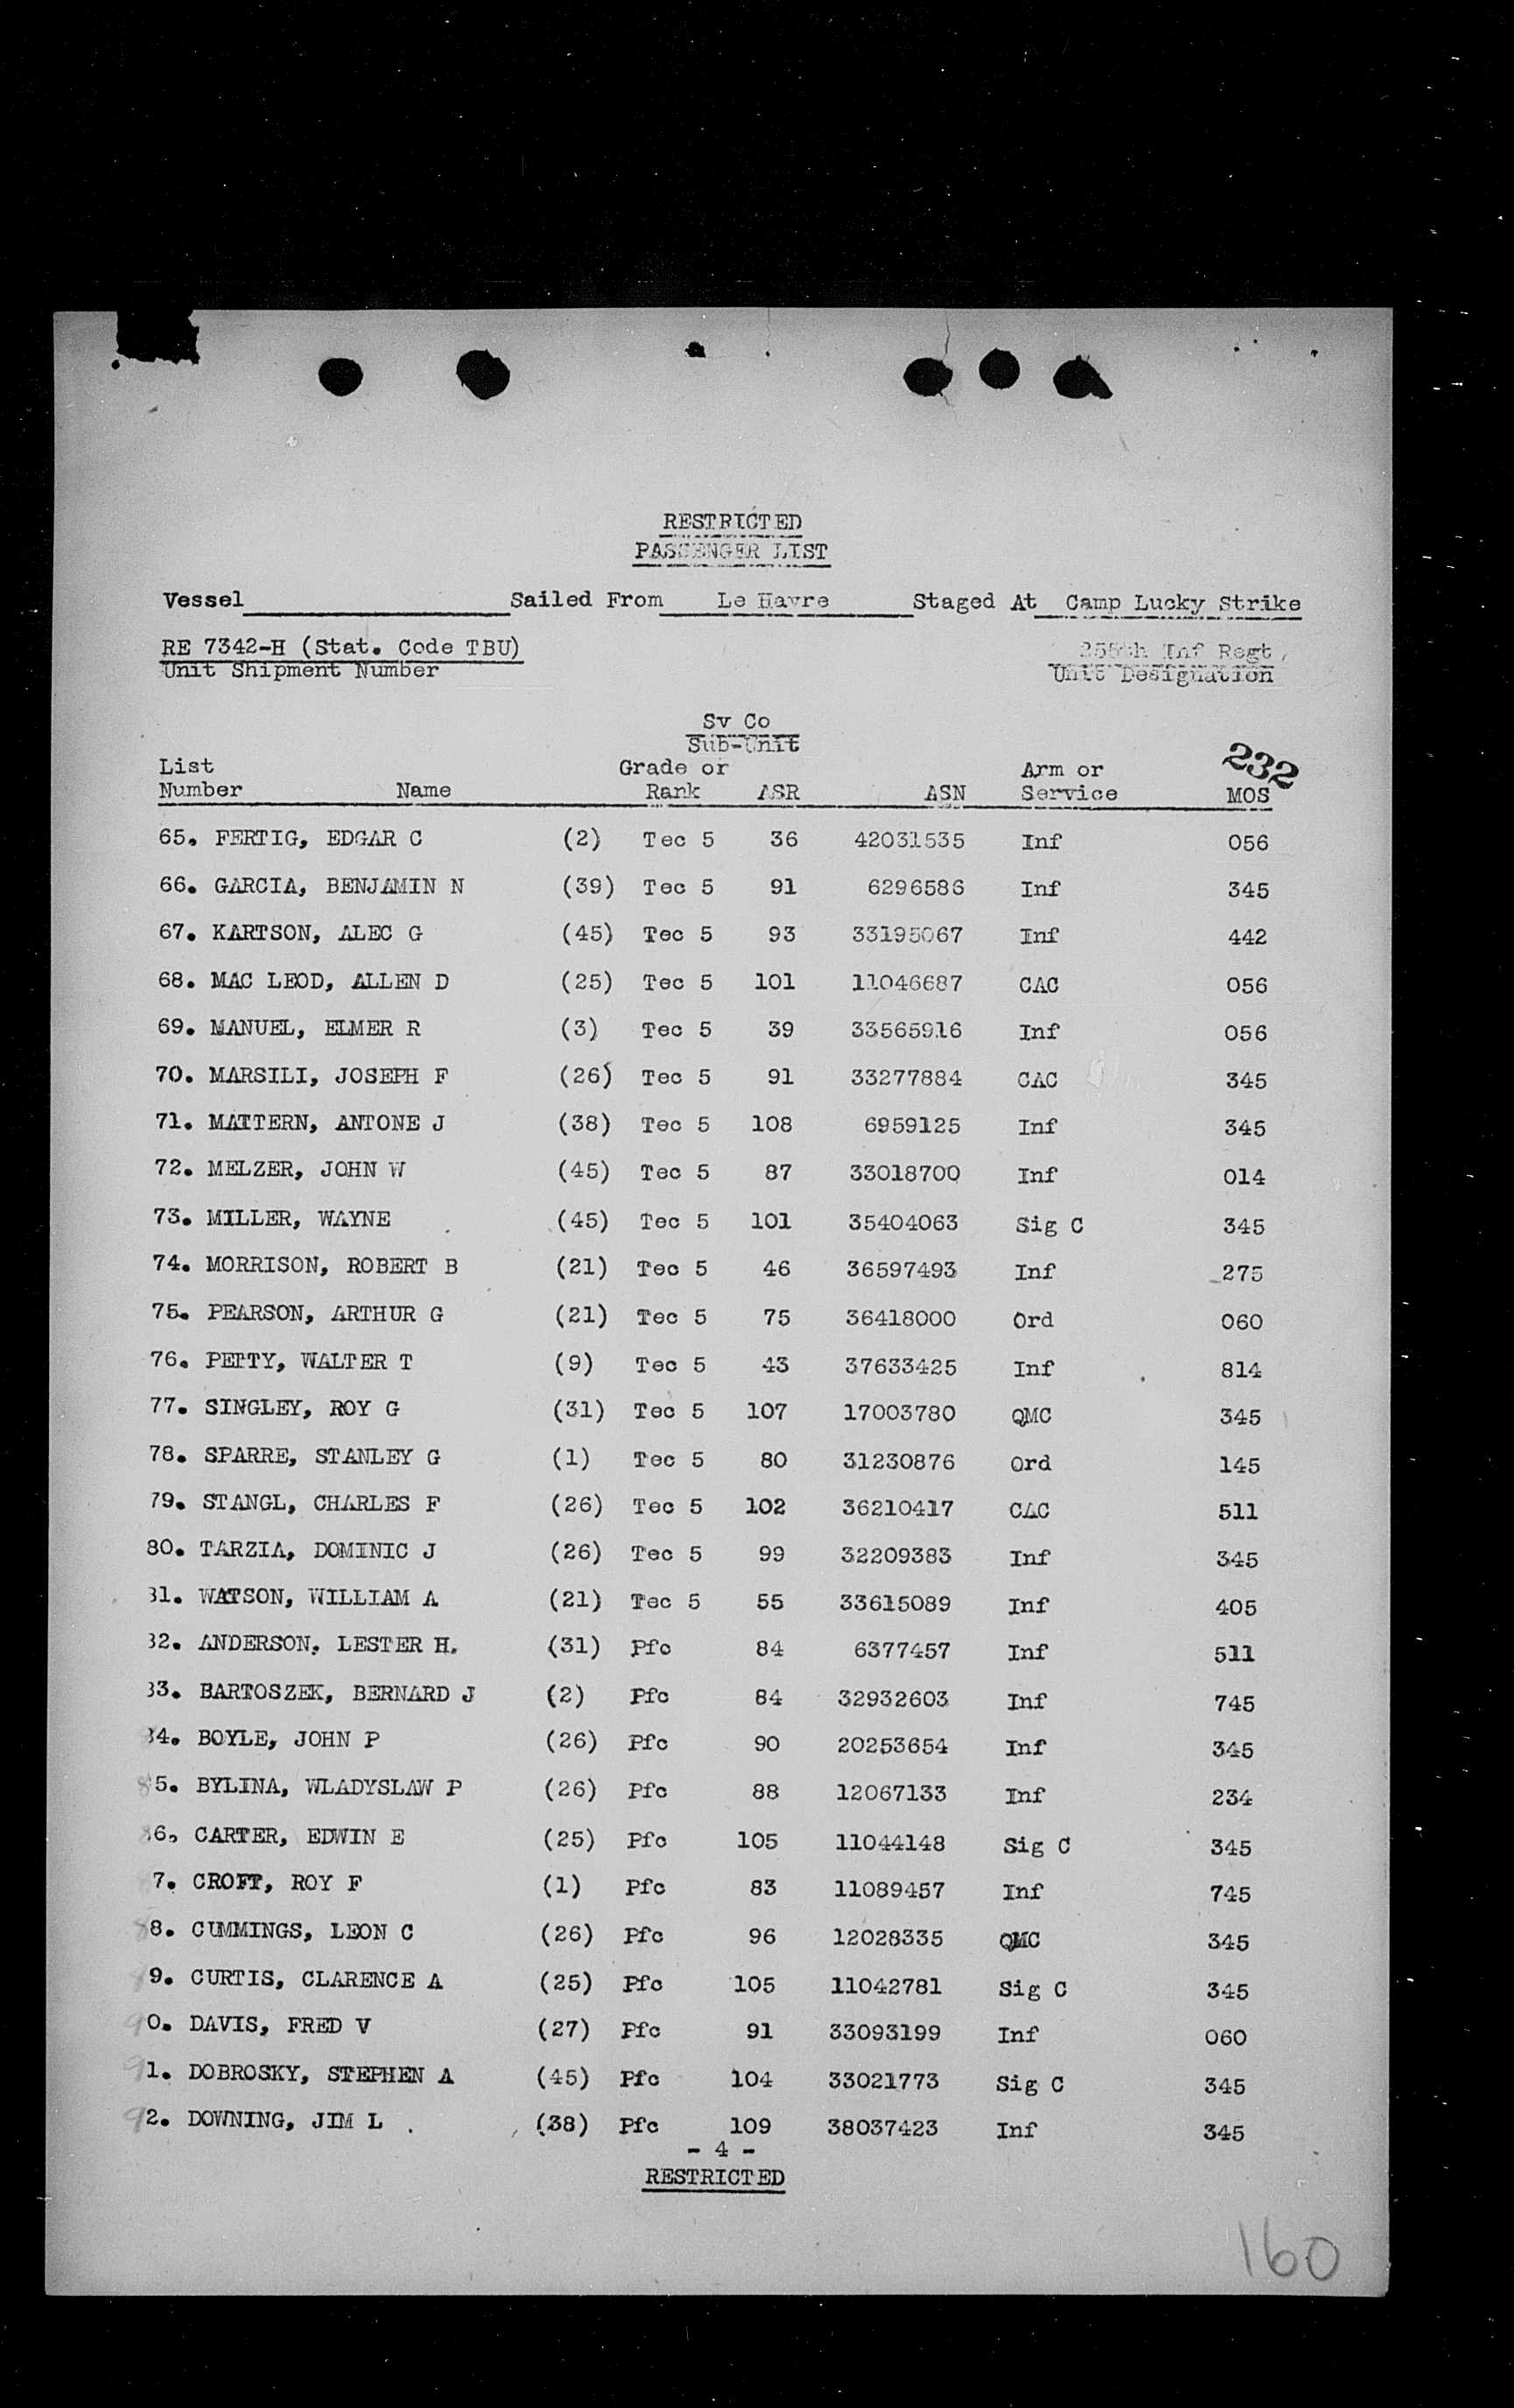 RESTRICTED
PASSENGER LIST
Vessel Sailed From Le Havre Staged At Camp Lucky Strike
RE 7342-H (Stat. Code TBU) 255th Inf Regt
Unit Shipment Number Unit Designation
Sv Co
Sub-Unit
232
List Grade or Arm or
Number Name Rank ASR ASN Service MOS
65. FERTIG, EDGAR C (2) Tec 5 36 42031535 Inf 056
66. GARCIA, BENJAMIN N (39) Tec 5 91 6296586 Inf 345
67. KARTSON, ALEC G (45) Tec 5 93 33195067 Inf 442
68. MAC LEOD, ALLEN D (25) Tec 5 101 11046687 CAC 056
69. MANUEL, ELMER R (3) Tec 5 39 33565916 Inf 056
70. MARSILI, JOSEPH F (26) Tec 5 91 33277884 CAC 345
71. MATTERN, ANTONE J (38) Tec 5 108 6959125 Inf 345
72. MELZER, JOHN W (45) Tec 5 87 33018700 Inf 014
73. MILLER, WAYNE (45) Tec 5 101 35404063 Sig C 345
74. MORRISON, ROBERT B (21) Tec 5 46 36597493 Inf 275
75. PEARSON, ARTHUR G (21) Tec 5 75 36418000 Ord 060
76. PETTY, WALTER T (9) Tec 5 43 37633425 Inf 814
77. SINGLEY, ROY G (31) Tec 5 107 17003780 QMC 345
78. SPARRE, STANLEY G (1) Tec 5 80 31230876 Ord 145
79. STANGL, CHARLES F (26) Tec 5 102 36210417 CAC 511
80. TARZIA, DOMINIC J (26) Tec 5 99 32209383 Inf 345
81. WATSON, WILLIAM A (21) Tec 5 55 33615089 Inf 405
82. ANDERSON, LESTER H. (31) Pfc 84 6377457 Inf 511
83. BARTOSZEK, BERNARD J (2) Pfc 84 32932603 Inf 745
84. BOYLE, JOHN P (26) Pfc 90 20253654 Inf 345
85. BYLINA, WLADYSLAW P (26) Pfc 88 12067133 Inf 234
86. CARTER, EDWIN E (25) Pfc 105 11044148 Sig C 345
7. CROFT, ROY F (1) Pfc 83 11089457 Inf 745
88. CUMMINGS, LEON C (26) Pfc 96 12028335 QMC 345
9. CURTIS, CLARENCE A (25) Pfc 105 11042781 Sig C 345
90. DAVIS, FRED V (27) Pfc 91 33093199 Inf 060
91. DOBROSKY, STEPHEN A (45) Pfc 104 33021773 Sig C 345
92. DOWNING, JIM L (38) Pfc 109 38037423 Inf 345
- 4 -
RESTRICTED
160